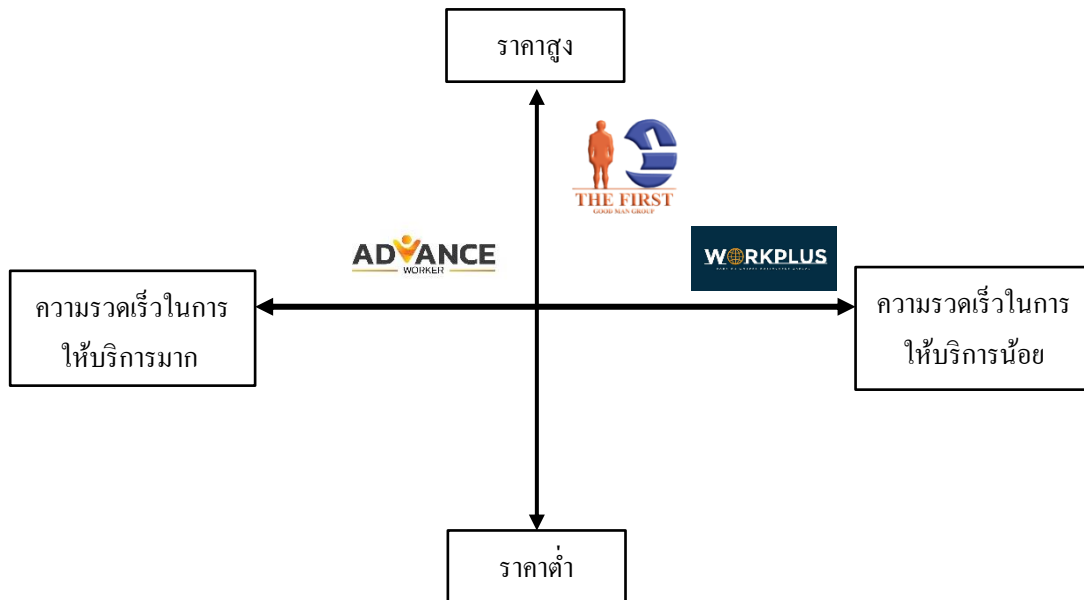 ราคาสูง
THE FIRST
GOOD MAN GROUP
ADVANCE
WORKER
WORKPLUS
ความรวดเร็วในการ
ให้บริการมาก
ความรวดเร็วในการ
ให้บริการน้อย
ราคาต่ำ